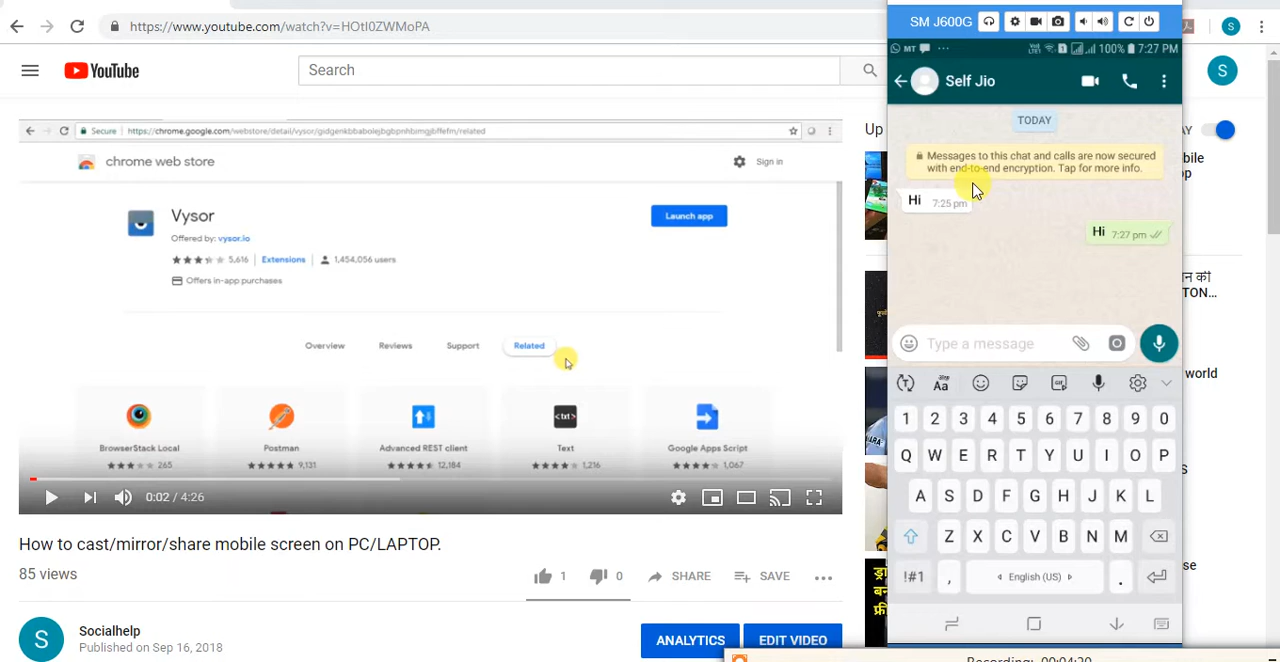 https://www.youtube.com/watch?v=HOtI0ZWMoPA
S
YouTube
Search
S
Secure
https://chrome.google.com/webstore/detail/vysor/gidgenkbbabolejbgbpnhbimgjbffefm/related
chrome web store
Sign in
Vysor
Launch app
Offered by: vysor.io
5,616
Extensions
1,454,056 users
Offers in-app purchases
Overview
Reviews
Support
Related
BrowserStack Local
265
Postman
9,131
Advanced REST client
12,184
<txt>
Text
1,216
Google Apps Script
1,067
0:02 / 4:26
How to cast/mirror/share mobile screen on PC/LAPTOP.
85 views
1
0
SHARE
SAVE
S
Socialhelp
Published on Sep 16, 2018
ANALYTICS
EDIT VIDEO
Up
SM J600G
MT
100%
7:27 PM
Self Jio
TODAY
Messages to this chat and calls are now secured
with end-to-end encryption. Tap for more info.
Hi 7:25 pm
Hi 7:27 pm
Type a message
1 2 3 4 5 6 7 8 9 0
Q W E R T Y U I O P
A S D F G H J K L
Z X C V B N M
!#1 , English (US) .
Recording: 00:04:20